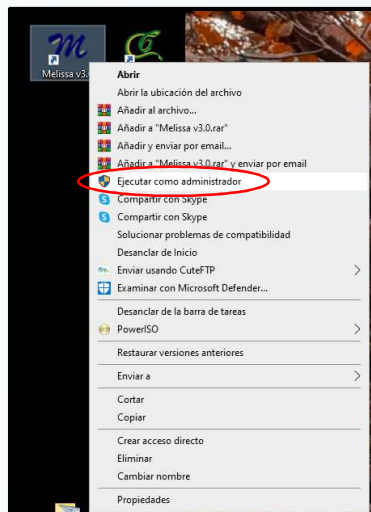 Melissa v3.
Abrir
Abrir la ubicación del archivo
Añadir al archivo...
Añadir a "Melissa v3.0.rar"
Añadir y enviar por email...
Añadir a "Melissa v3.0.rar" y enviar por email
Ejecutar como administrador
Compartir con Skype
Compartir con Skype
Solucionar problemas de compatibilidad
Desanclar de Inicio
Enviar usando CuteFTP
Examinar con Microsoft Defender...
Desanclar de la barra de tareas
PowerISO
Restaurar versiones anteriores
Enviar a
Cortar
Copiar
Crear acceso directo
Eliminar
Cambiar nombre
Propiedades